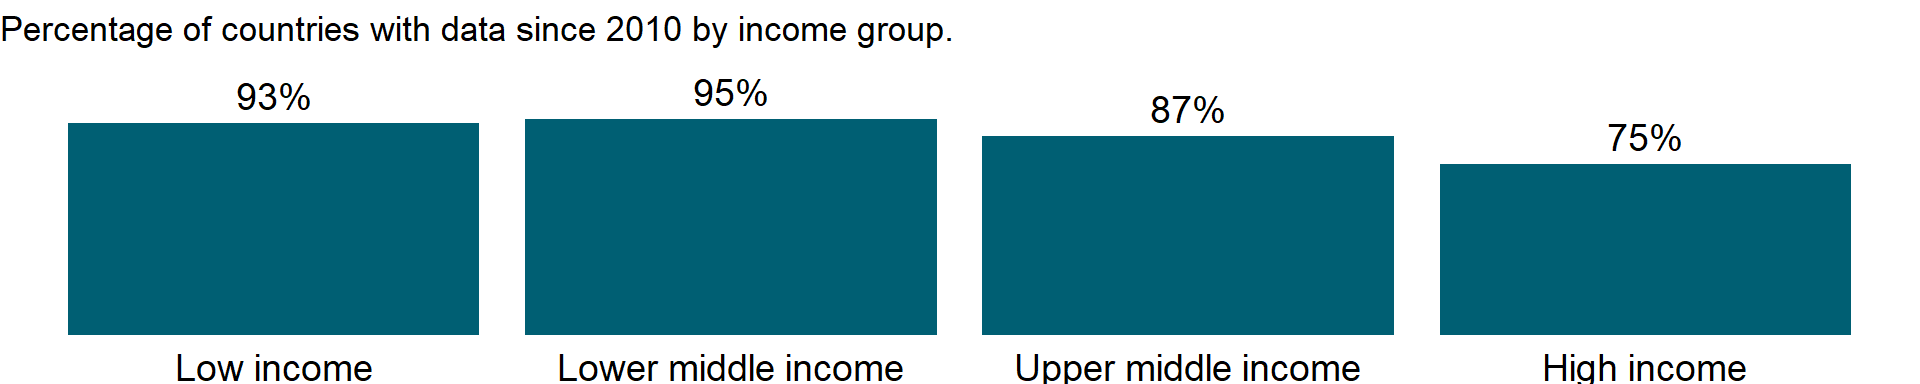 Percentage of countries with data since 2010 by income group.
93%
95%
87%
75%
Low income
Lower middle income
Upper middle income
High income